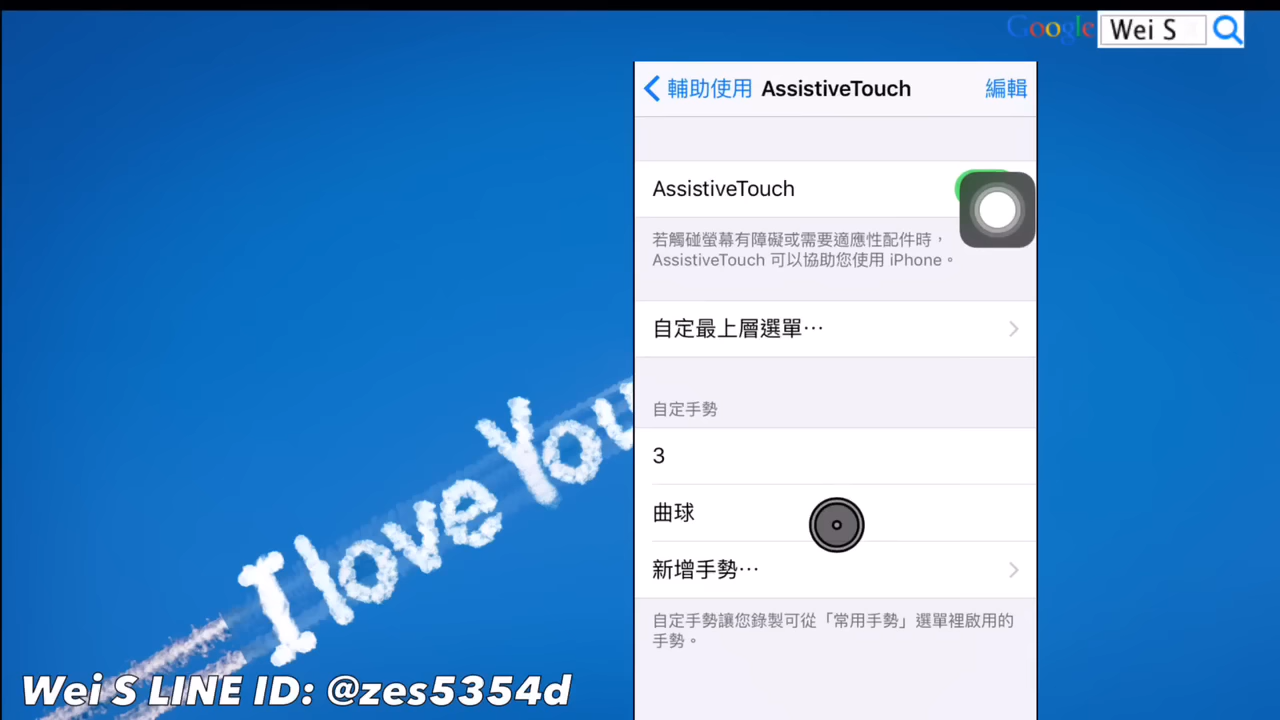 Google Wei S
輔助使用 AssistiveTouch 編輯
AssistiveTouch
若觸碰螢幕有障礙或需要適應性配件時，
AssistiveTouch 可以協助您使用 iPhone。
自定最上層選單⋯
自定手勢
3
曲球
新增手勢⋯
自定手勢讓您錄製可從「常用手勢」選單裡啟用的
手勢。
I love You
Wei S LINE ID: @zes5354d